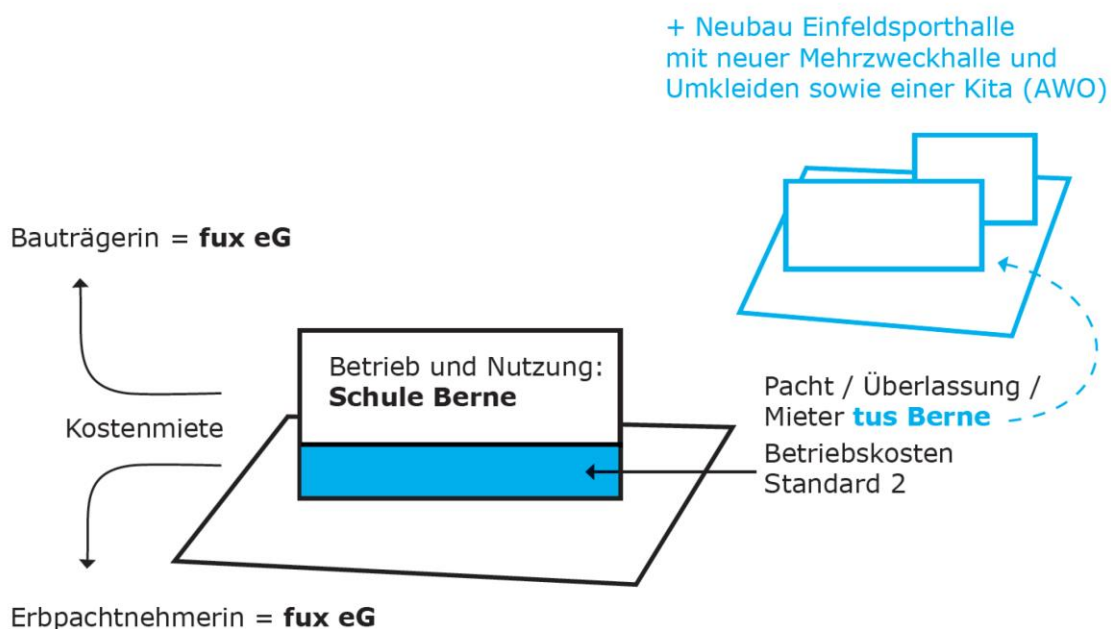 + Neubau Einfeldsporthalle
mit neuer Mehrzweckhalle und
Umkleiden sowie einer Kita (AWO)
Bauträgerin = fux eG
Betrieb und Nutzung:
Schule Berne
Kostenmiete
Pacht / Überlassung /
Mieter tus Berne
Betriebskosten
Standard 2
Erbpachtnehmerin = fux eG